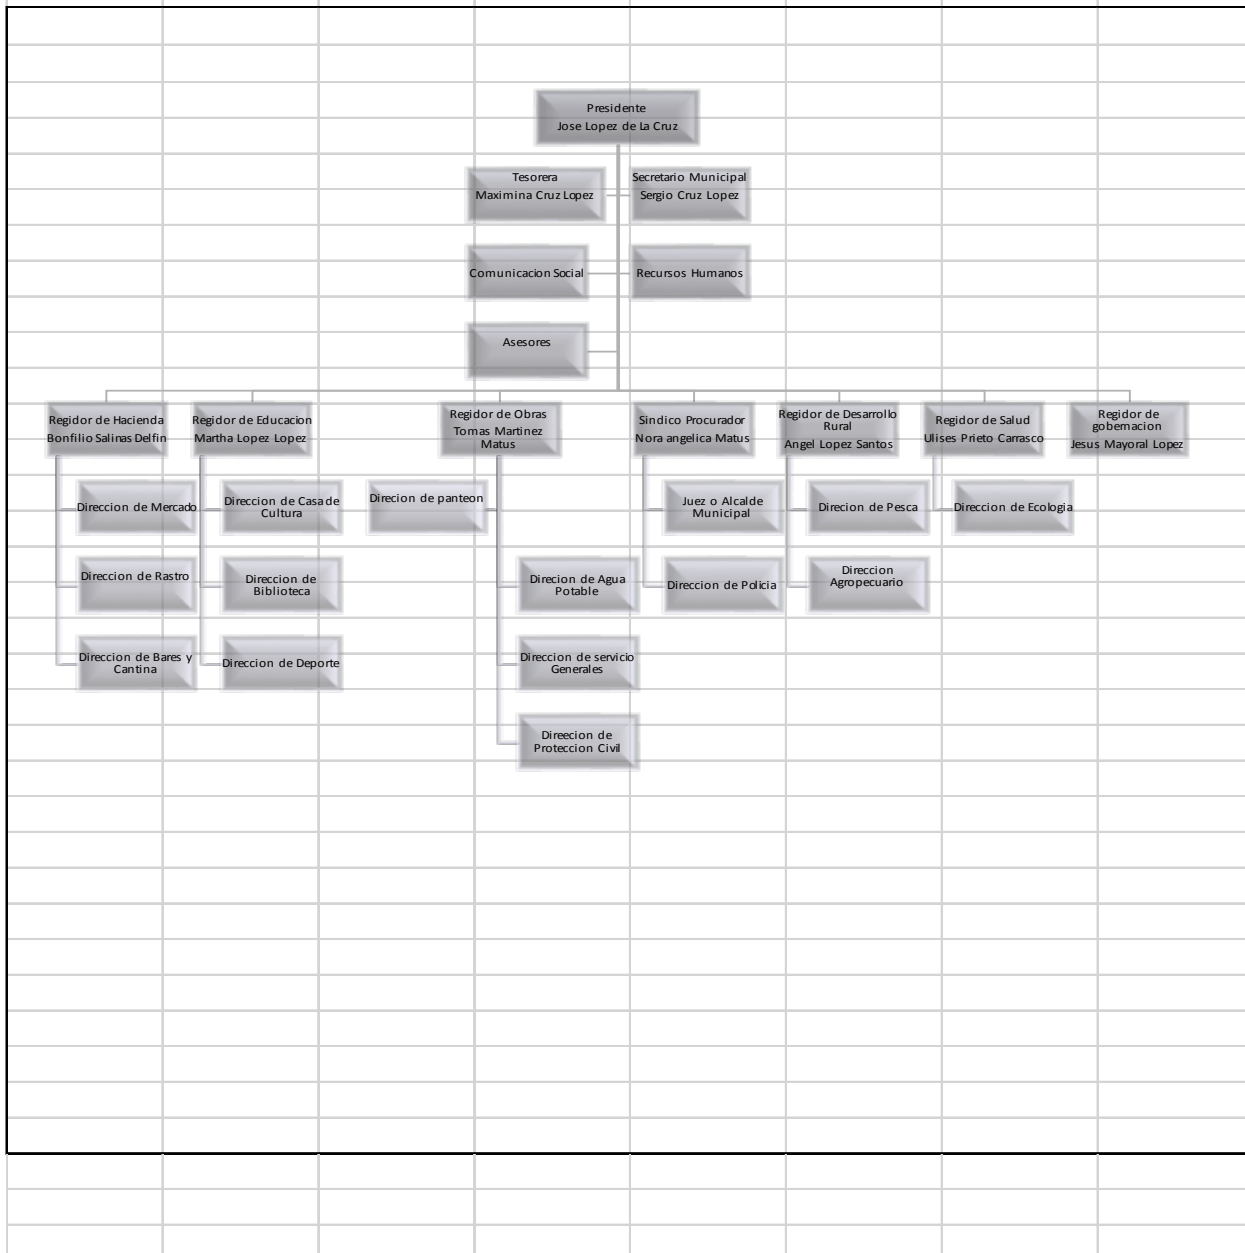 Presidente
Jose Lopez de La Cruz
Tesorera
Maximina Cruz Lopez
Secretario Municipal
Sergio Cruz Lopez
Comunicacion Social
Recursos Humanos
Asesores
Regidor de Hacienda
Bonfilio Salinas Delfin
Regidor de Educacion
Martha Lopez Lopez
Regidor de Obras
Tomas Martinez
Matus
Sindico Procurador
Nora angelica Matus
Regidor de Desarrollo
Rural
Angel Lopez Santos
Regidor de Salud
Ulises Prieto Carrasco
Regidor de
gobernacion
Jesus Mayoral Lopez
Direccion de Mercado
Direccion de Casa de
Cultura
Direcion de panteon
Juez o Alcalde
Municipal
Direcion de Pesca
Direccion de Ecologia
Direccion de Rastro
Direccion de
Biblioteca
Direcion de Agua
Potable
Direccion de Policia
Direccion
Agropecuario
Direccion de Bares y
Cantina
Direccion de Deporte
Direccion de servicio
Generales
Direecion de
Proteccion Civil